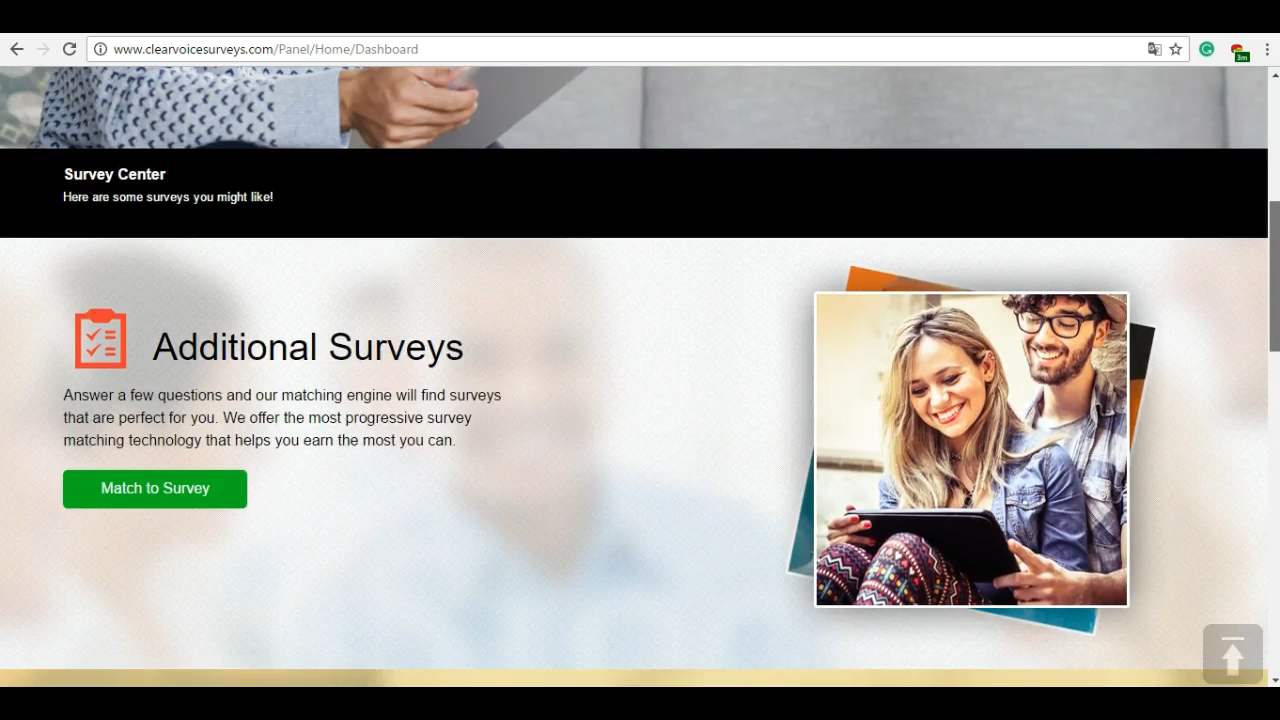 www.clearvoicesurveys.com/Panel/Home/Dashboard
3m
Survey Center
Here are some surveys you might like!
Additional Surveys
Answer a few questions and our matching engine will find surveys
that are perfect for you. We offer the most progressive survey
matching technology that helps you earn the most you can.
Match to Survey